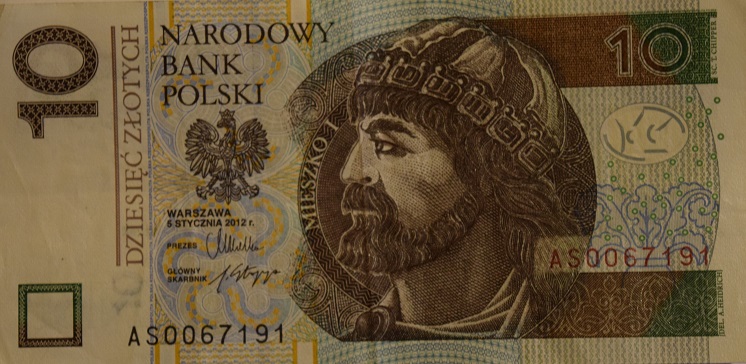 10
DZIESIĘĆ ZŁOTYCH
NARODOWY
BANK
POLSKI
WARSZAWA
5 STYCZNIA 2012 r.
PREZES
GŁÓWNY
SKARBNIK
AS0067191
MIESZKO I
10
AS0067191